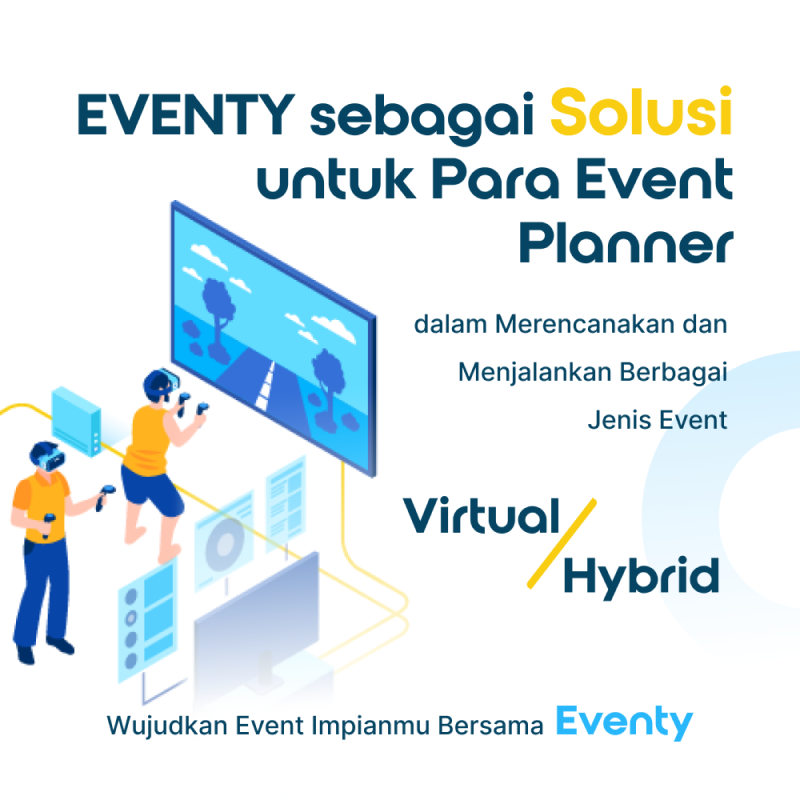 EVENTY sebagai Solusi
untuk Para Event
Planner
dalam Merencanakan dan
Menjalankan Berbagai
Jenis Event
Virtual/
Hybrid
Wujudkan Event Impianmu Bersama Eventy